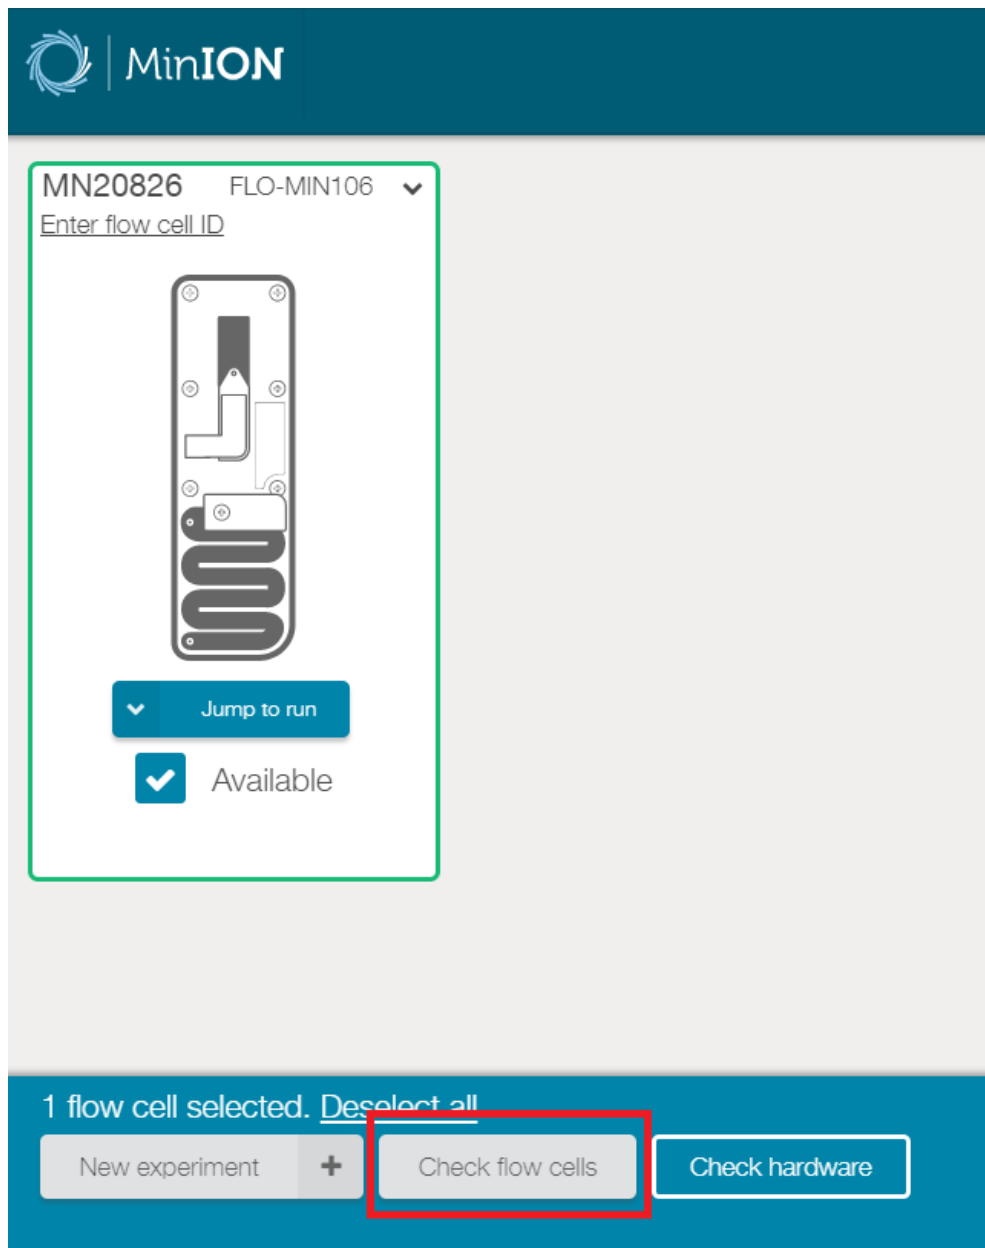 MinION
MN20826 FLO-MIN106
Enter flow cell ID
Jump to run
Available
1 flow cell selected. Deselect all
New experiment +
Check flow cells
Check hardware